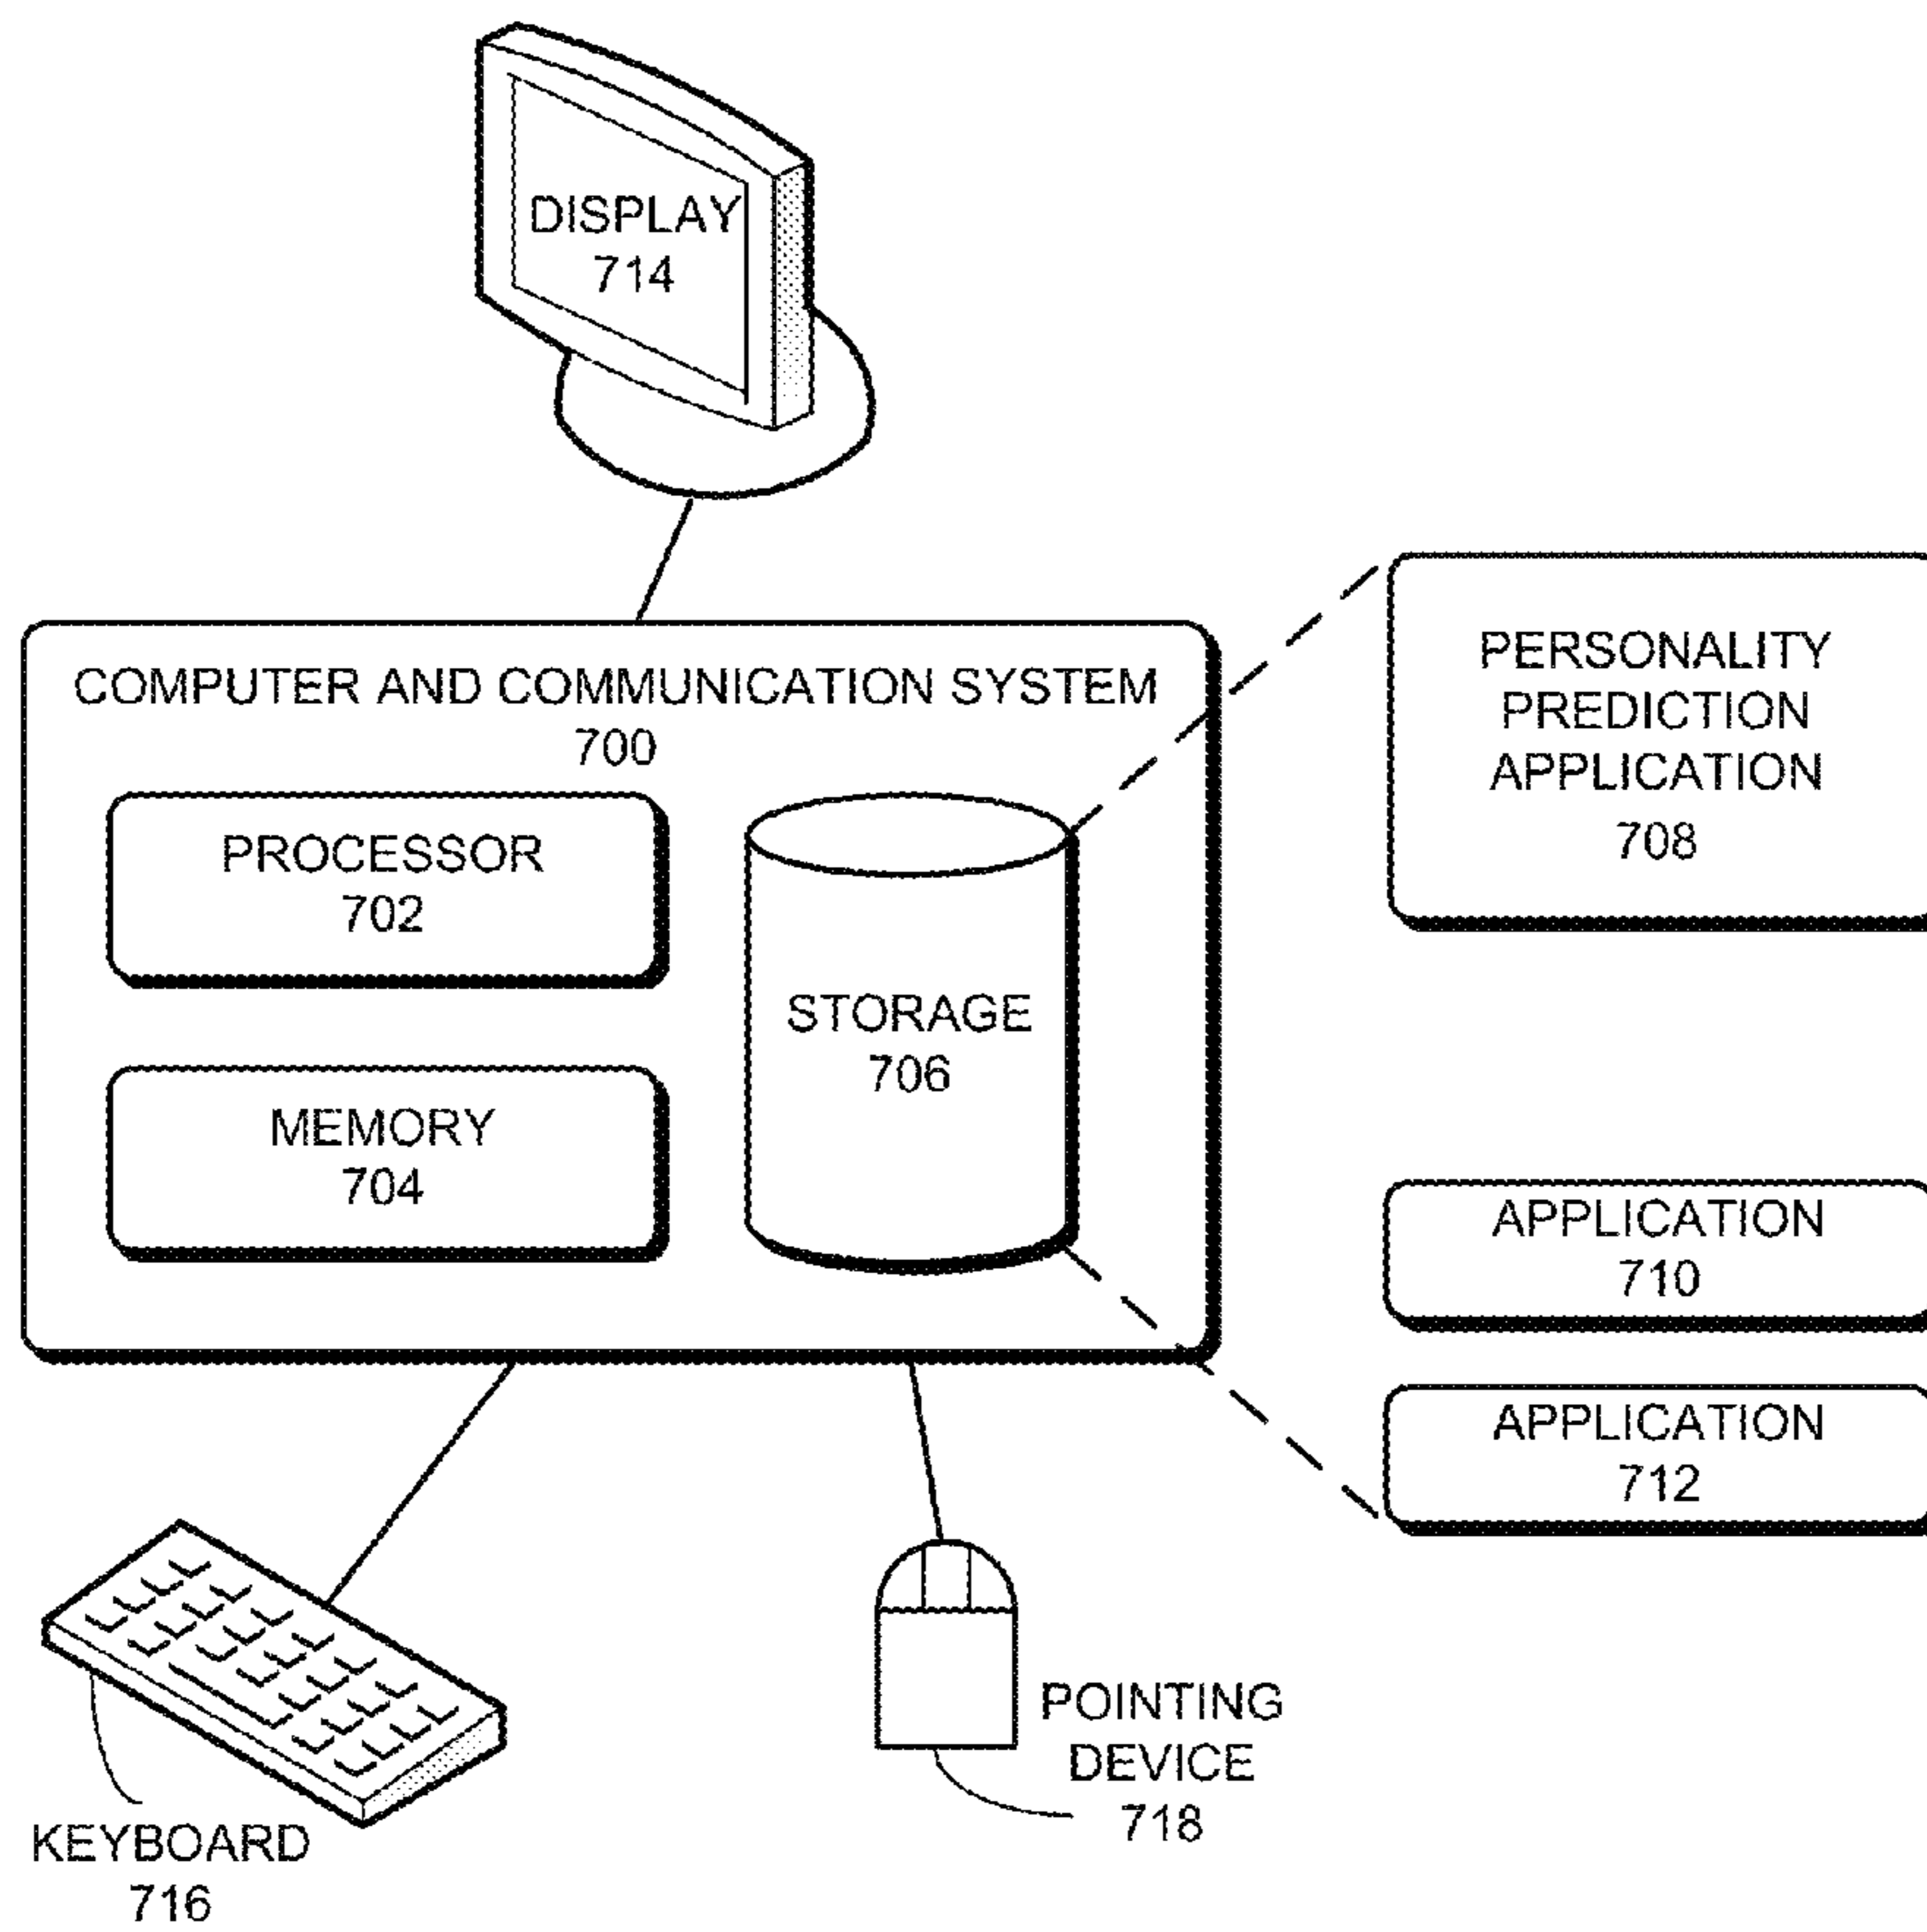 DISPLAY
714
COMPUTER AND COMMUNICATION SYSTEM
700
PROCESSOR
702
MEMORY
704
STORAGE
706
PERSONALITY
PREDICTION
APPLICATION
708
APPLICATION
710
APPLICATION
712
KEYBOARD
716
POINTING
DEVICE
718